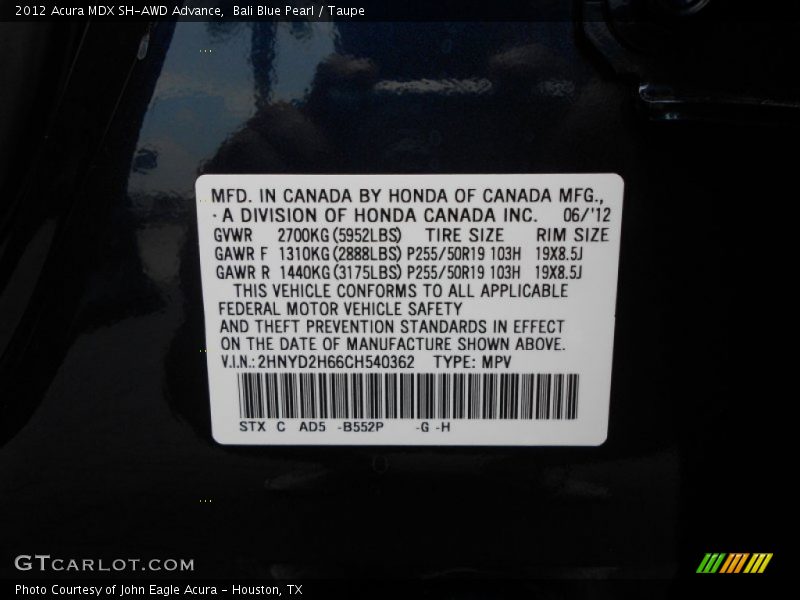 2012 Acura MDX SH-AWD Advance,  Bali Blue Pearl / Taupe
MFD. IN CANADA BY HONDA OF CANADA MFG.,
· A DIVISION OF HONDA CANADA INC. 06/'12
GVWR 2700KG(5952LBS) TIRE SIZE RIM SIZE
GAWR F 1310KG(2888LBS) P255/50R19 103H 19X8.5J
GAWR R 1440KG(3175LBS) P255/50R19 103H 19X8.5J
THIS VEHICLE CONFORMS TO ALL APPLICABLE
FEDERAL MOTOR VEHICLE SAFETY
AND THEFT PREVENTION STANDARDS IN EFFECT
ON THE DATE OF MANUFACTURE SHOWN ABOVE.
V.I.N.: 2HNYD2H66CH540362 TYPE: MPV
STX C AD5 -B552P -G -H
GTCARLOT.COM
Photo Courtesy of John Eagle Acura - Houston, TX